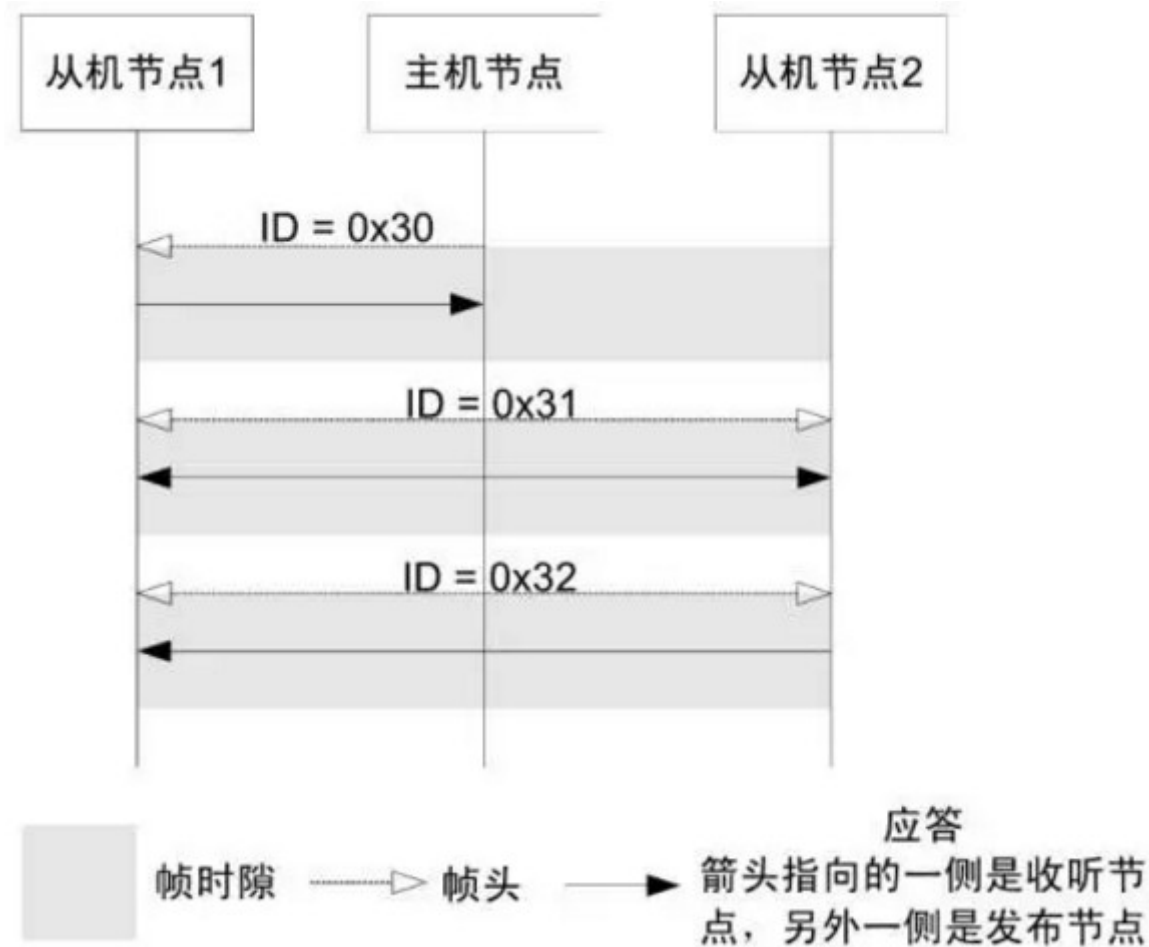 从机节点1
主机节点
从机节点2
ID = 0x30
ID = 0x31
ID = 0x32
帧时隙
帧头
应答
箭头指向的一侧是收听节
点，另外一侧是发布节点